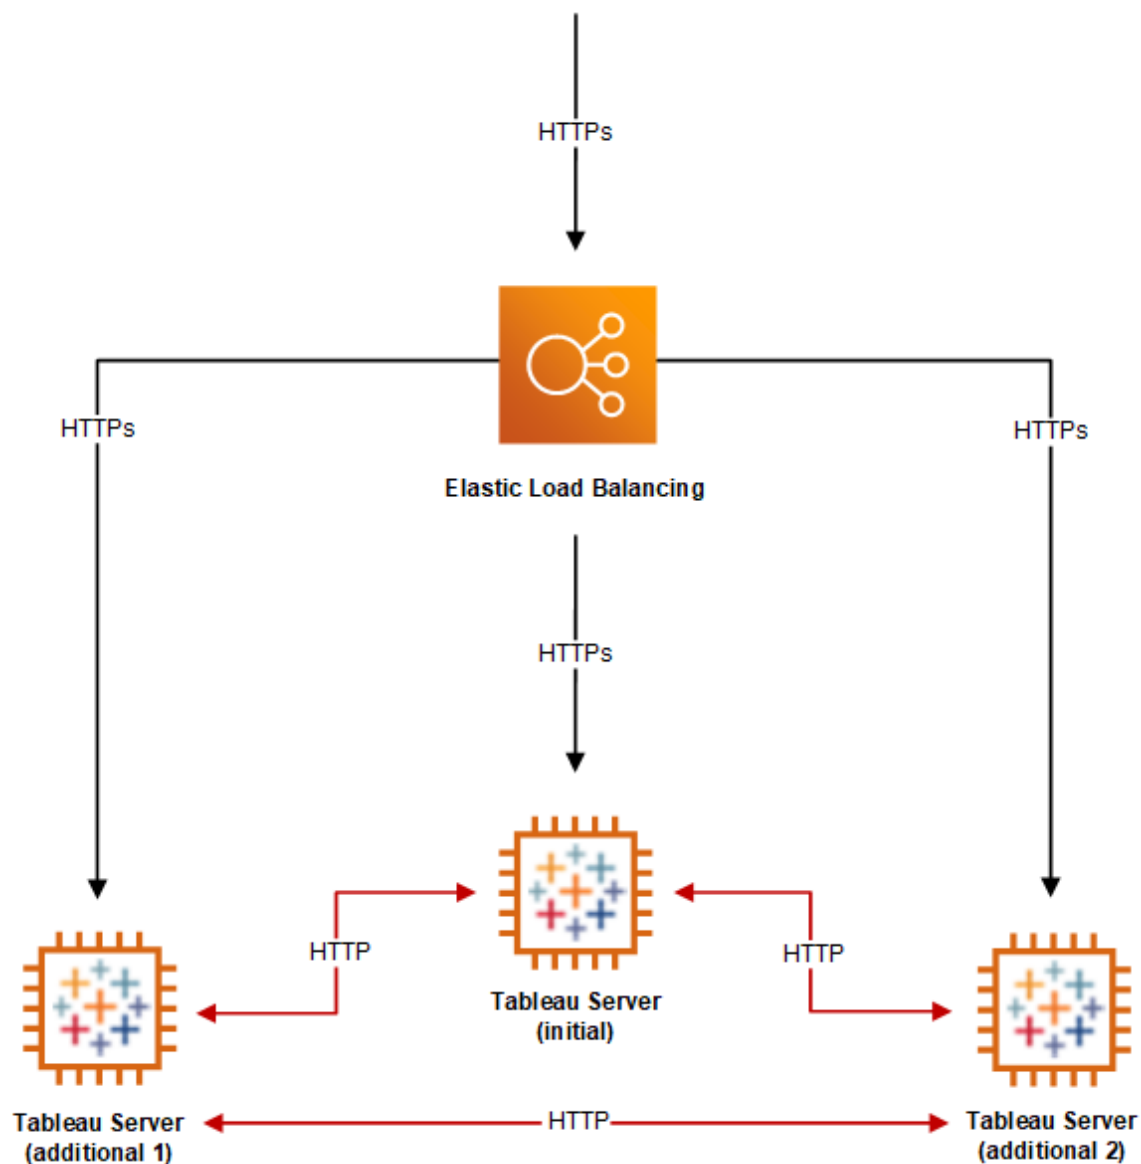 HTTPs
HTTPs
HTTPs
Elastic Load Balancing
HTTPs
HTTP
HTTP
Tableau Server
(initial)
Tableau Server
(additional 1)
HTTP
Tableau Server
(additional 2)